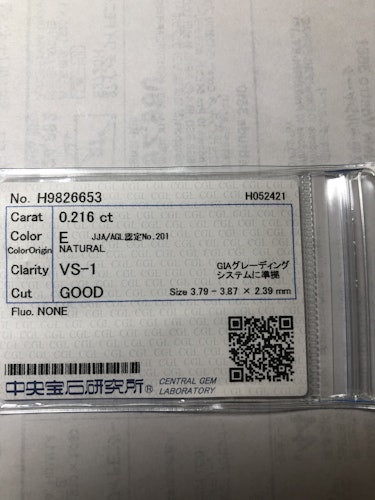 No. H9826653 H052421
Carat 0.216 ct
Color E JJA/AGL認定No.201
ColorOrigin NATURAL
Clarity VS-1 GIAグレーディング
システムに準拠
Cut GOOD Size 3.79 - 3.87 × 2.39 mm
Fluo. NONE
中央宝石研究所® CENTRAL GEM
LABORATORY